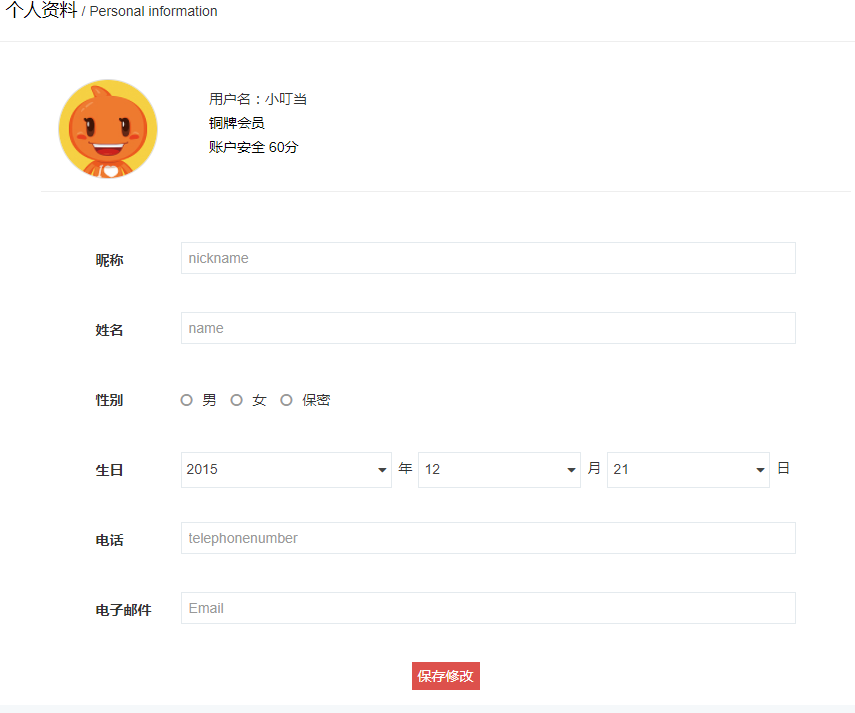 个人资料 / Personal information
用户名：小叮当
铜牌会员
账户安全 60分
昵称 nickname
姓名 name
性别 男 女 保密
生日 2015 年 12 月 21 日
电话 telephonenumber
电子邮件 Email
保存修改